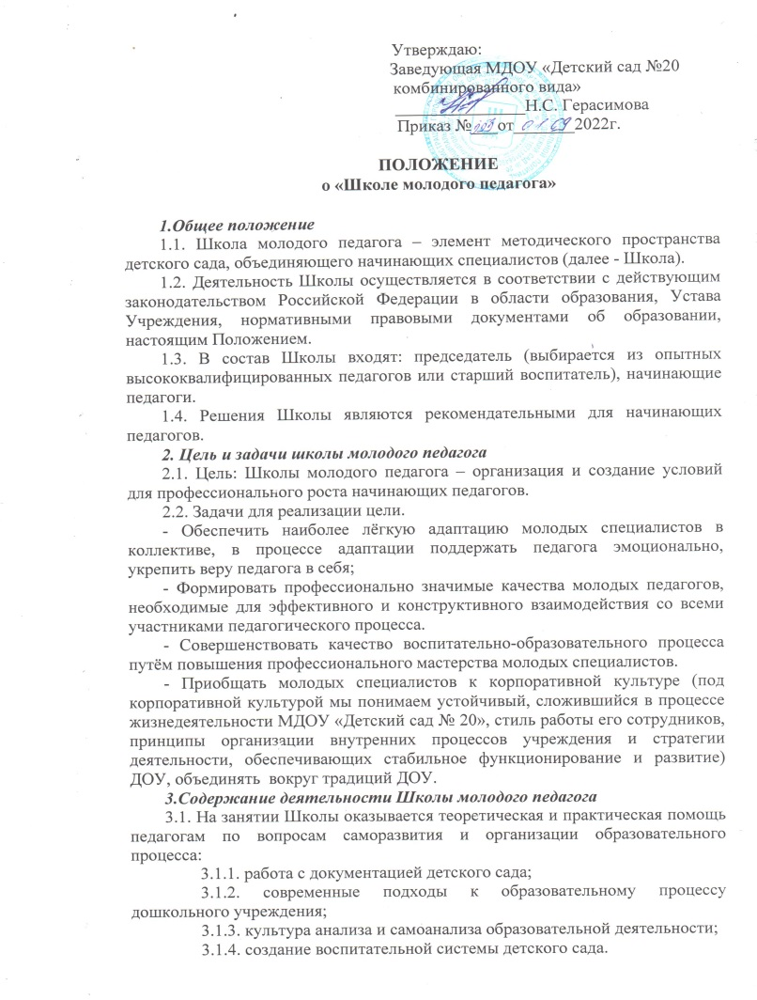 Утверждаю:
Заведующая МДОУ «Детский сад №20
комбинированного вида»
_______________Н.С. Герасимова
Приказ №___от 01.09 2022г.
ПОЛОЖЕНИЕ
о «Школе молодого педагога»
1.Общее положение
1.1. Школа молодого педагога – элемент методического пространства
детского сада, объединяющего начинающих специалистов (далее - Школа).
1.2. Деятельность Школы осуществляется в соответствии с действующим
законодательством Российской Федерации в области образования, Устава
Учреждения, нормативными правовыми документами об образовании,
настоящим Положением.
1.3. В состав Школы входят: председатель (выбирается из опытных
высококвалифицированных педагогов или старший воспитатель), начинающие
педагоги.
1.4. Решения Школы являются рекомендательными для начинающих
педагогов.
2. Цель и задачи школы молодого педагога
2.1. Цель: Школы молодого педагога – организация и создание условий
для профессионального роста начинающих педагогов.
2.2. Задачи для реализации цели.
- Обеспечить наиболее лёгкую адаптацию молодых специалистов в
коллективе, в процессе адаптации поддержать педагога эмоционально,
укрепить веру педагога в себя;
- Формировать профессионально значимые качества молодых педагогов,
необходимые для эффективного и конструктивного взаимодействия со всеми
участниками педагогического процесса.
- Совершенствовать качество воспитательно-образовательного процесса
путём повышения профессионального мастерства молодых специалистов.
- Приобщать молодых специалистов к корпоративной культуре (под
корпоративной культурой мы понимаем устойчивый, сложившийся в процессе
жизнедеятельности МДОУ «Детский сад № 20», стиль работы его сотрудников,
принципы организации внутренних процессов учреждения и стратегии
деятельности, обеспечивающих стабильное функционирование и развитие)
ДОУ, объединять вокруг традиций ДОУ.
3.Содержание деятельности Школы молодого педагога
3.1. На занятии Школы оказывается теоретическая и практическая помощь
педагогам по вопросам саморазвития и организации образовательного
процесса:
3.1.1. работа с документацией детского сада;
3.1.2. современные подходы к образовательному процессу
дошкольного учреждения;
3.1.3. культура анализа и самоанализа образовательной деятельности;
3.1.4. создание воспитательной системы детского сада.